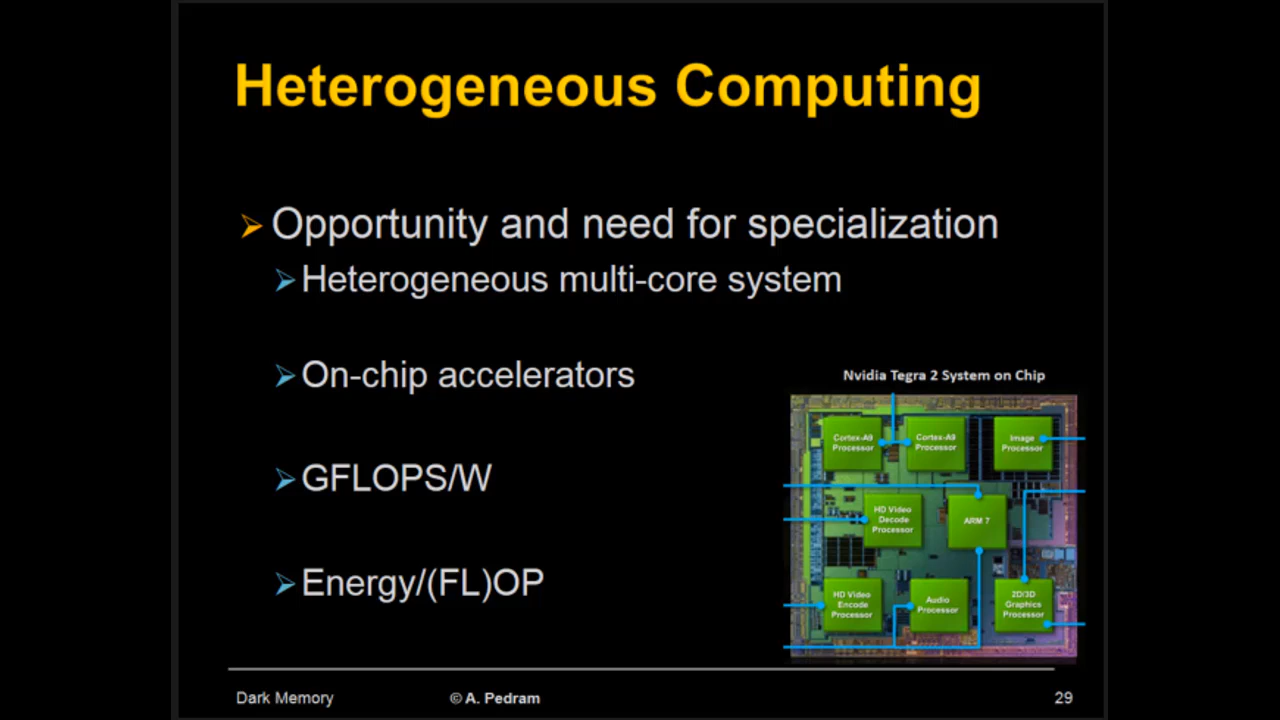 Heterogeneous Computing
Opportunity and need for specialization
Heterogeneous multi-core system
On-chip accelerators
GFLOPS/W
Energy/(FL)OP
Nvidia Tegra 2 System on Chip
Cortex-A9
Processor
Cortex-A9
Processor
Image
Processor
HD Video
Decode
Processor
ARM 7
HD Video
Encode
Processor
Audio
Processor
2D/3D
Graphics
Processor
Dark Memory
© A. Pedram
29